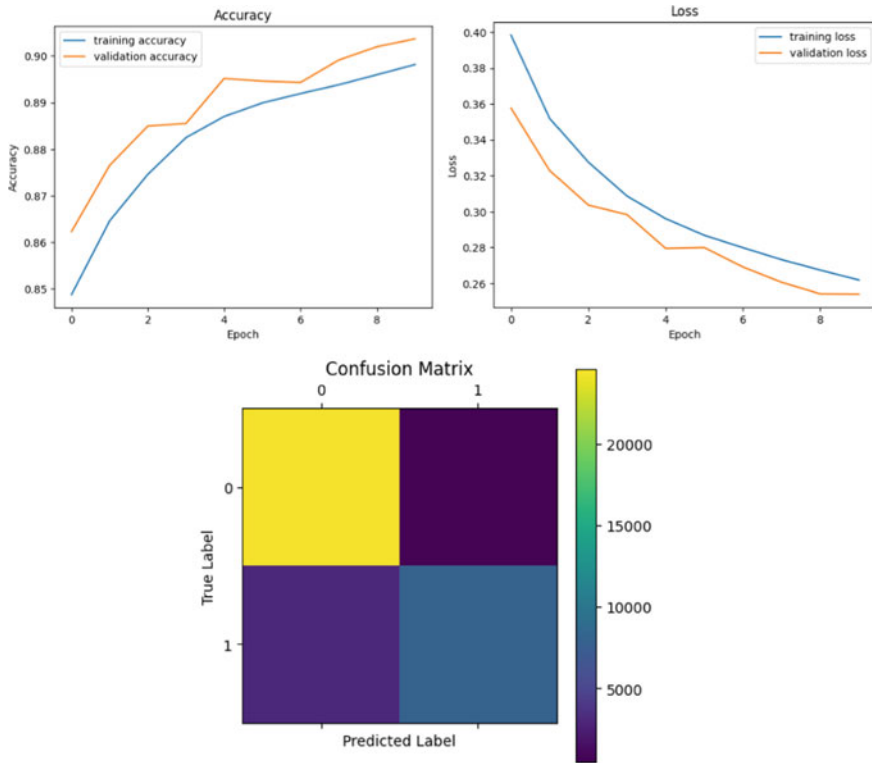 Accuracy
training accuracy
validation accuracy
0.90
0.89
0.88
0.87
0.86
0.85
Accuracy
0 2 4 6 8
Epoch
Loss
training loss
validation loss
0.40
0.38
0.36
0.34
0.32
0.30
0.28
0.26
Loss
0 2 4 6 8
Epoch
Confusion Matrix
0 1
0
1
True Label
Predicted Label
20000
15000
10000
5000